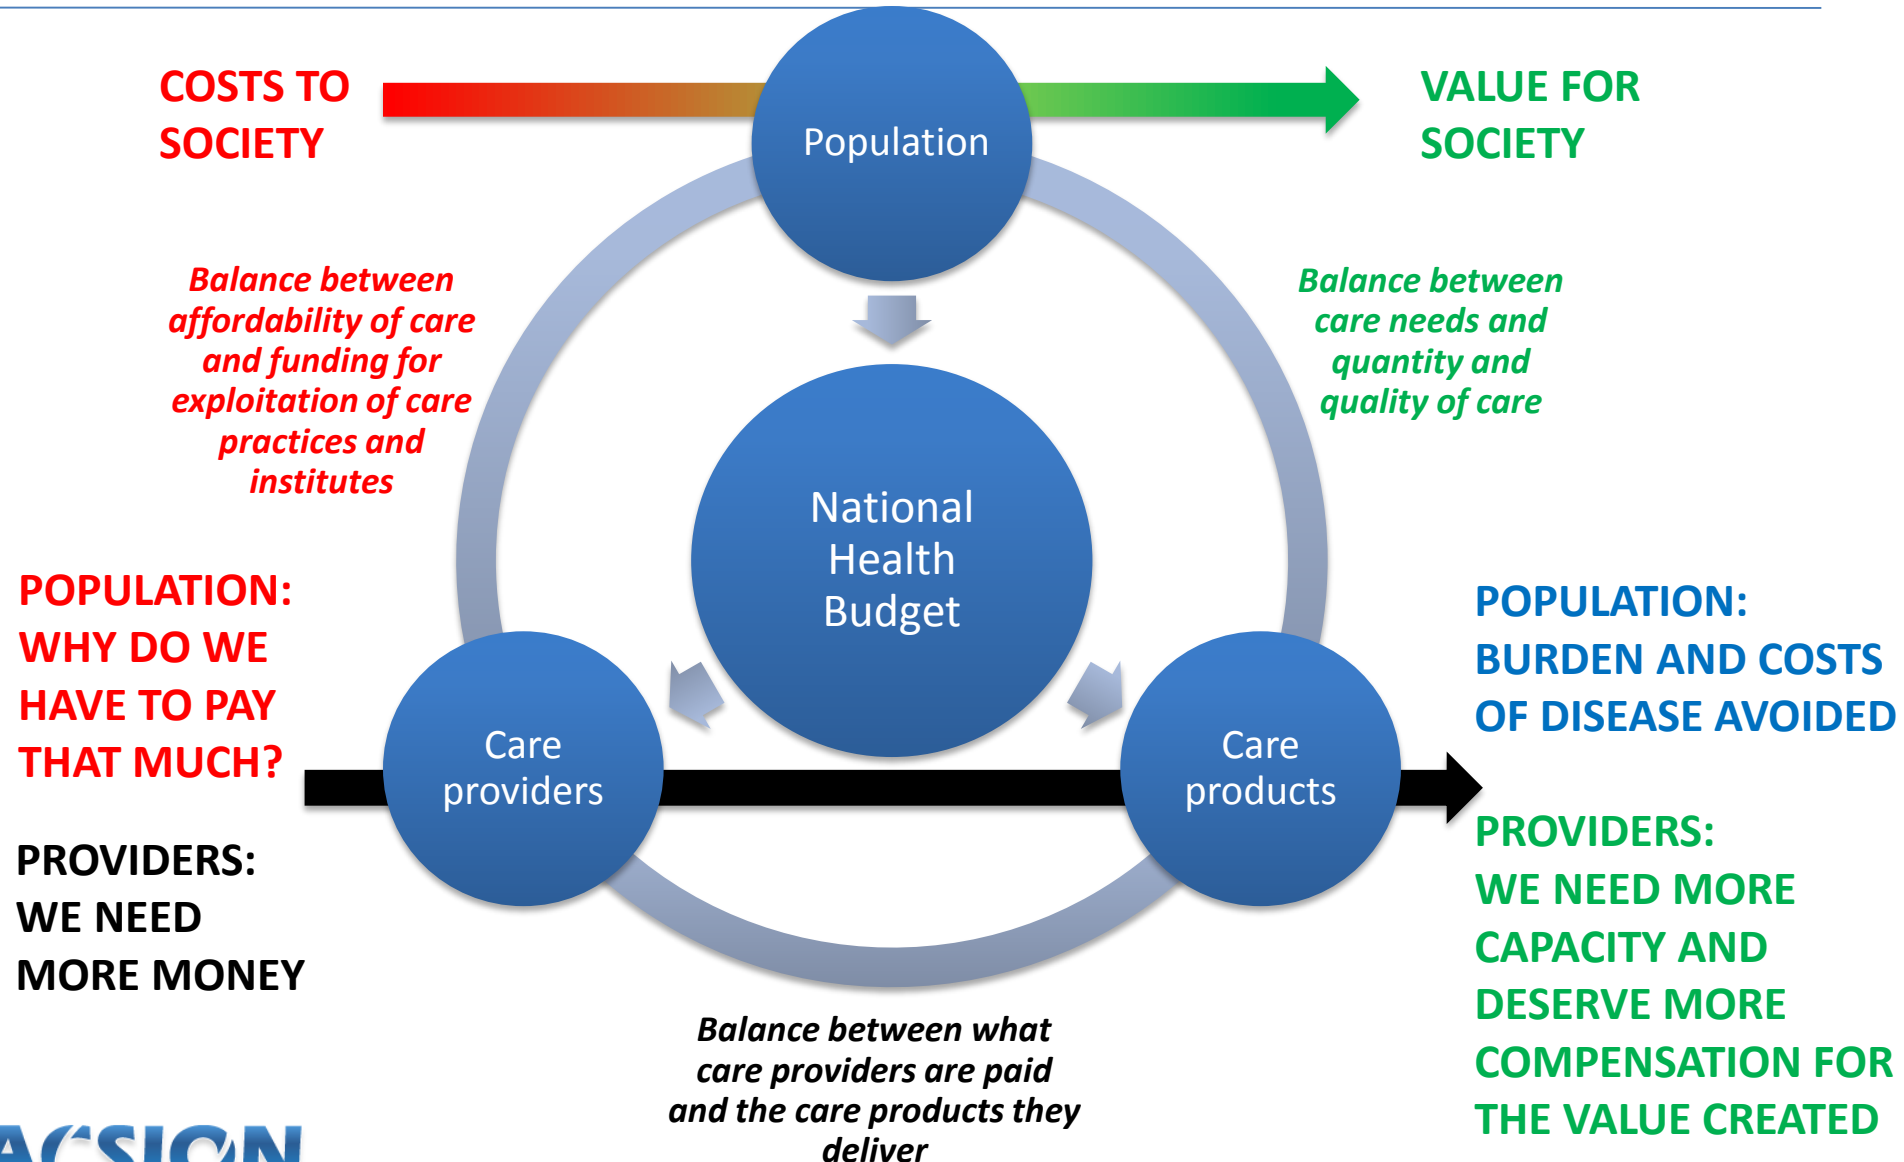 COSTS TO
SOCIETY
Population
VALUE FOR
SOCIETY
Balance between
affordability of care
and funding for
exploitation of care
practices and
institutes
Balance between
care needs and
quantity and
quality of care
National
Health
Budget
POPULATION:
WHY DO WE
HAVE TO PAY
THAT MUCH?
PROVIDERS:
WE NEED
MORE MONEY
Care
providers
Care
products
POPULATION:
BURDEN AND COSTS
OF DISEASE AVOIDED
PROVIDERS:
WE NEED MORE
CAPACITY AND
DESERVE MORE
COMPENSATION FOR
THE VALUE CREATED
Balance between what
care providers are paid
and the care products they
deliver
ACSION